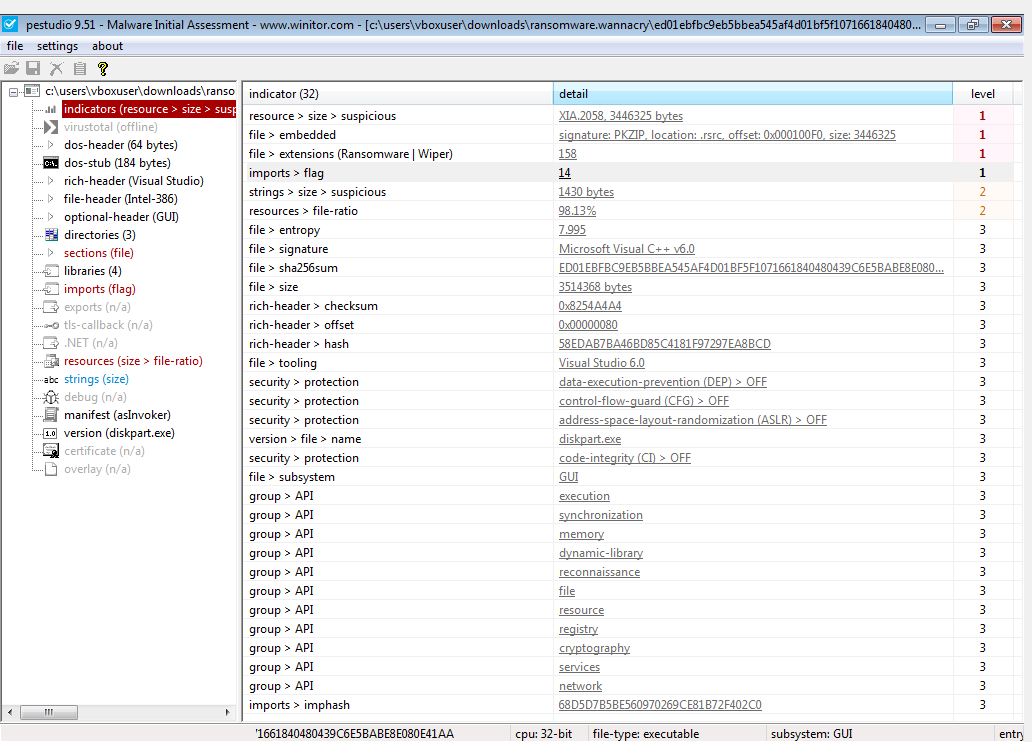 pestudio 9.51 - Malware Initial Assessment - www.winitor.com - [c:\users\vboxuser\downloads\ransomware.wannacry\ed01ebfbc9eb5bbea545af4d01bf5f1071661840480...
file settings about
c:\users\vboxuser\downloads\ranso
indicators (resource > size > susp
virustotal (offline)
dos-header (64 bytes)
dos-stub (184 bytes)
rich-header (Visual Studio)
file-header (Intel-386)
optional-header (GUI)
directories (3)
sections (file)
libraries (4)
imports (flag)
exports (n/a)
tls-callback (n/a)
.NET (n/a)
resources (size > file-ratio)
abc strings (size)
debug (n/a)
manifest (asInvoker)
1.0 version (diskpart.exe)
certificate (n/a)
overlay (n/a)
indicator (32) detail level
resource > size > suspicious XIA.2058, 3446325 bytes 1
file > embedded signature: PKZIP, location: .rsrc, offset: 0x000100F0, size: 3446325 1
file > extensions (Ransomware | Wiper) 158 1
imports > flag 14 1
strings > size > suspicious 1430 bytes 2
resources > file-ratio 98.13% 2
file > entropy 7.995 3
file > signature Microsoft Visual C++ v6.0 3
file > sha256sum ED01EBFBC9EB5BBEA545AF4D01BF5F1071661840480439C6E5BABE8E080... 3
file > size 3514368 bytes 3
rich-header > checksum 0x8254A4A4 3
rich-header > offset 0x00000080 3
rich-header > hash 58EDAB7BA46BD85C4181F97297EA8BCD 3
file > tooling Visual Studio 6.0 3
security > protection data-execution-prevention (DEP) > OFF 3
security > protection control-flow-guard (CFG) > OFF 3
security > protection address-space-layout-randomization (ASLR) > OFF 3
version > file > name diskpart.exe 3
security > protection code-integrity (CI) > OFF 3
file > subsystem GUI 3
group > API execution 3
group > API synchronization 3
group > API memory 3
group > API dynamic-library 3
group > API reconnaissance 3
group > API file 3
group > API resource 3
group > API registry 3
group > API cryptography 3
group > API services 3
group > API network 3
imports > imphash 68D5D7B5BE560970269CE81B72F402C0 3
'1661840480439C6E5BABE8E080E41AA cpu: 32-bit file-type: executable subsystem: GUI entry